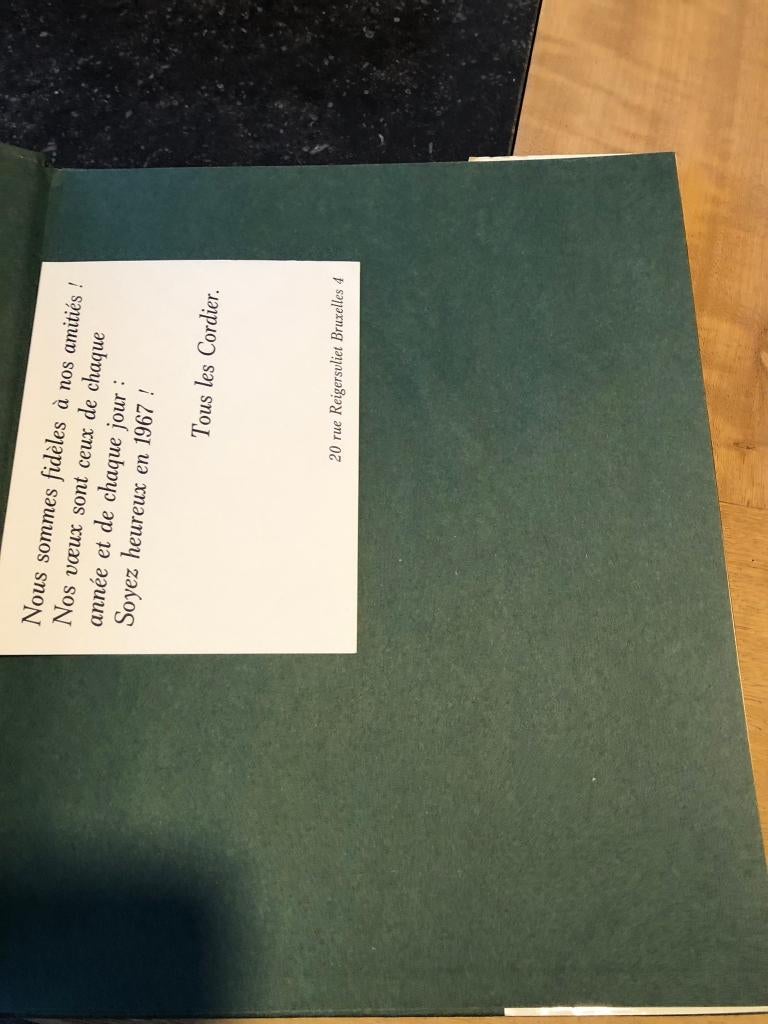 Nous sommes fidèles à nos amitiés !
Nos vœux sont ceux de chaque
année et de chaque jour :
Soyez heureux en 1967 !
Tous les Cordier.
20 rue Reigersvliet Bruxelles 4